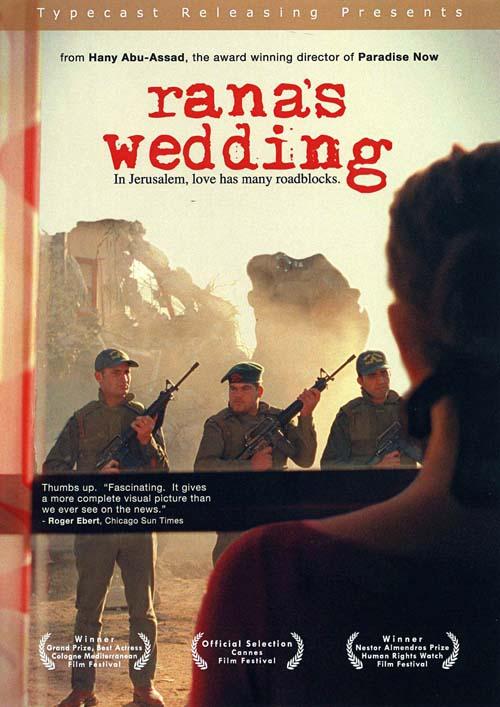 Typecast Releasing Presents
from Hany Abu-Assad, the award winning director of Paradise Now
rana's
wedding
In Jerusalem, love has many roadblocks.
Thumbs up. "Fascinating. It gives
a more complete visual picture than
we ever see on the news."
- Roger Ebert, Chicago Sun Times
Winner
Grand Prize, Best Actress
Cologne Mediterranean
Film Festival
Official Selection
Cannes
Film Festival
Winner
Nestor Almendros Prize
Human Rights Watch
Film Festival